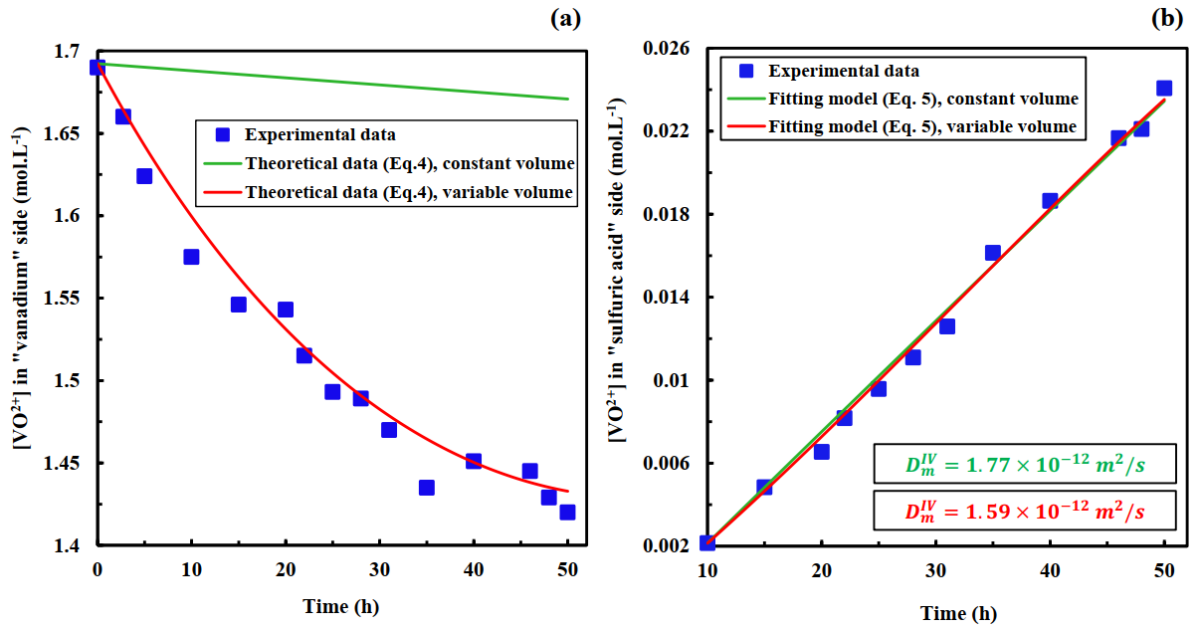 (a)
[VO²⁺] in "vanadium" side (mol.L⁻¹)
1.7
1.65
1.6
1.55
1.5
1.45
1.4
Experimental data
Theoretical data (Eq.4), constant volume
Theoretical data (Eq.4), variable volume
0
10
20
30
40
50
Time (h)
(b)
[VO²⁺] in "sulfuric acid" side (mol.L⁻¹)
0.026
0.022
0.018
0.014
0.01
0.006
0.002
Experimental data
Fitting model (Eq. 5), constant volume
Fitting model (Eq. 5), variable volume
D_m^IV = 1.77 × 10⁻¹² m²/s
D_m^IV = 1.59 × 10⁻¹² m²/s
10
20
30
40
50
Time (h)